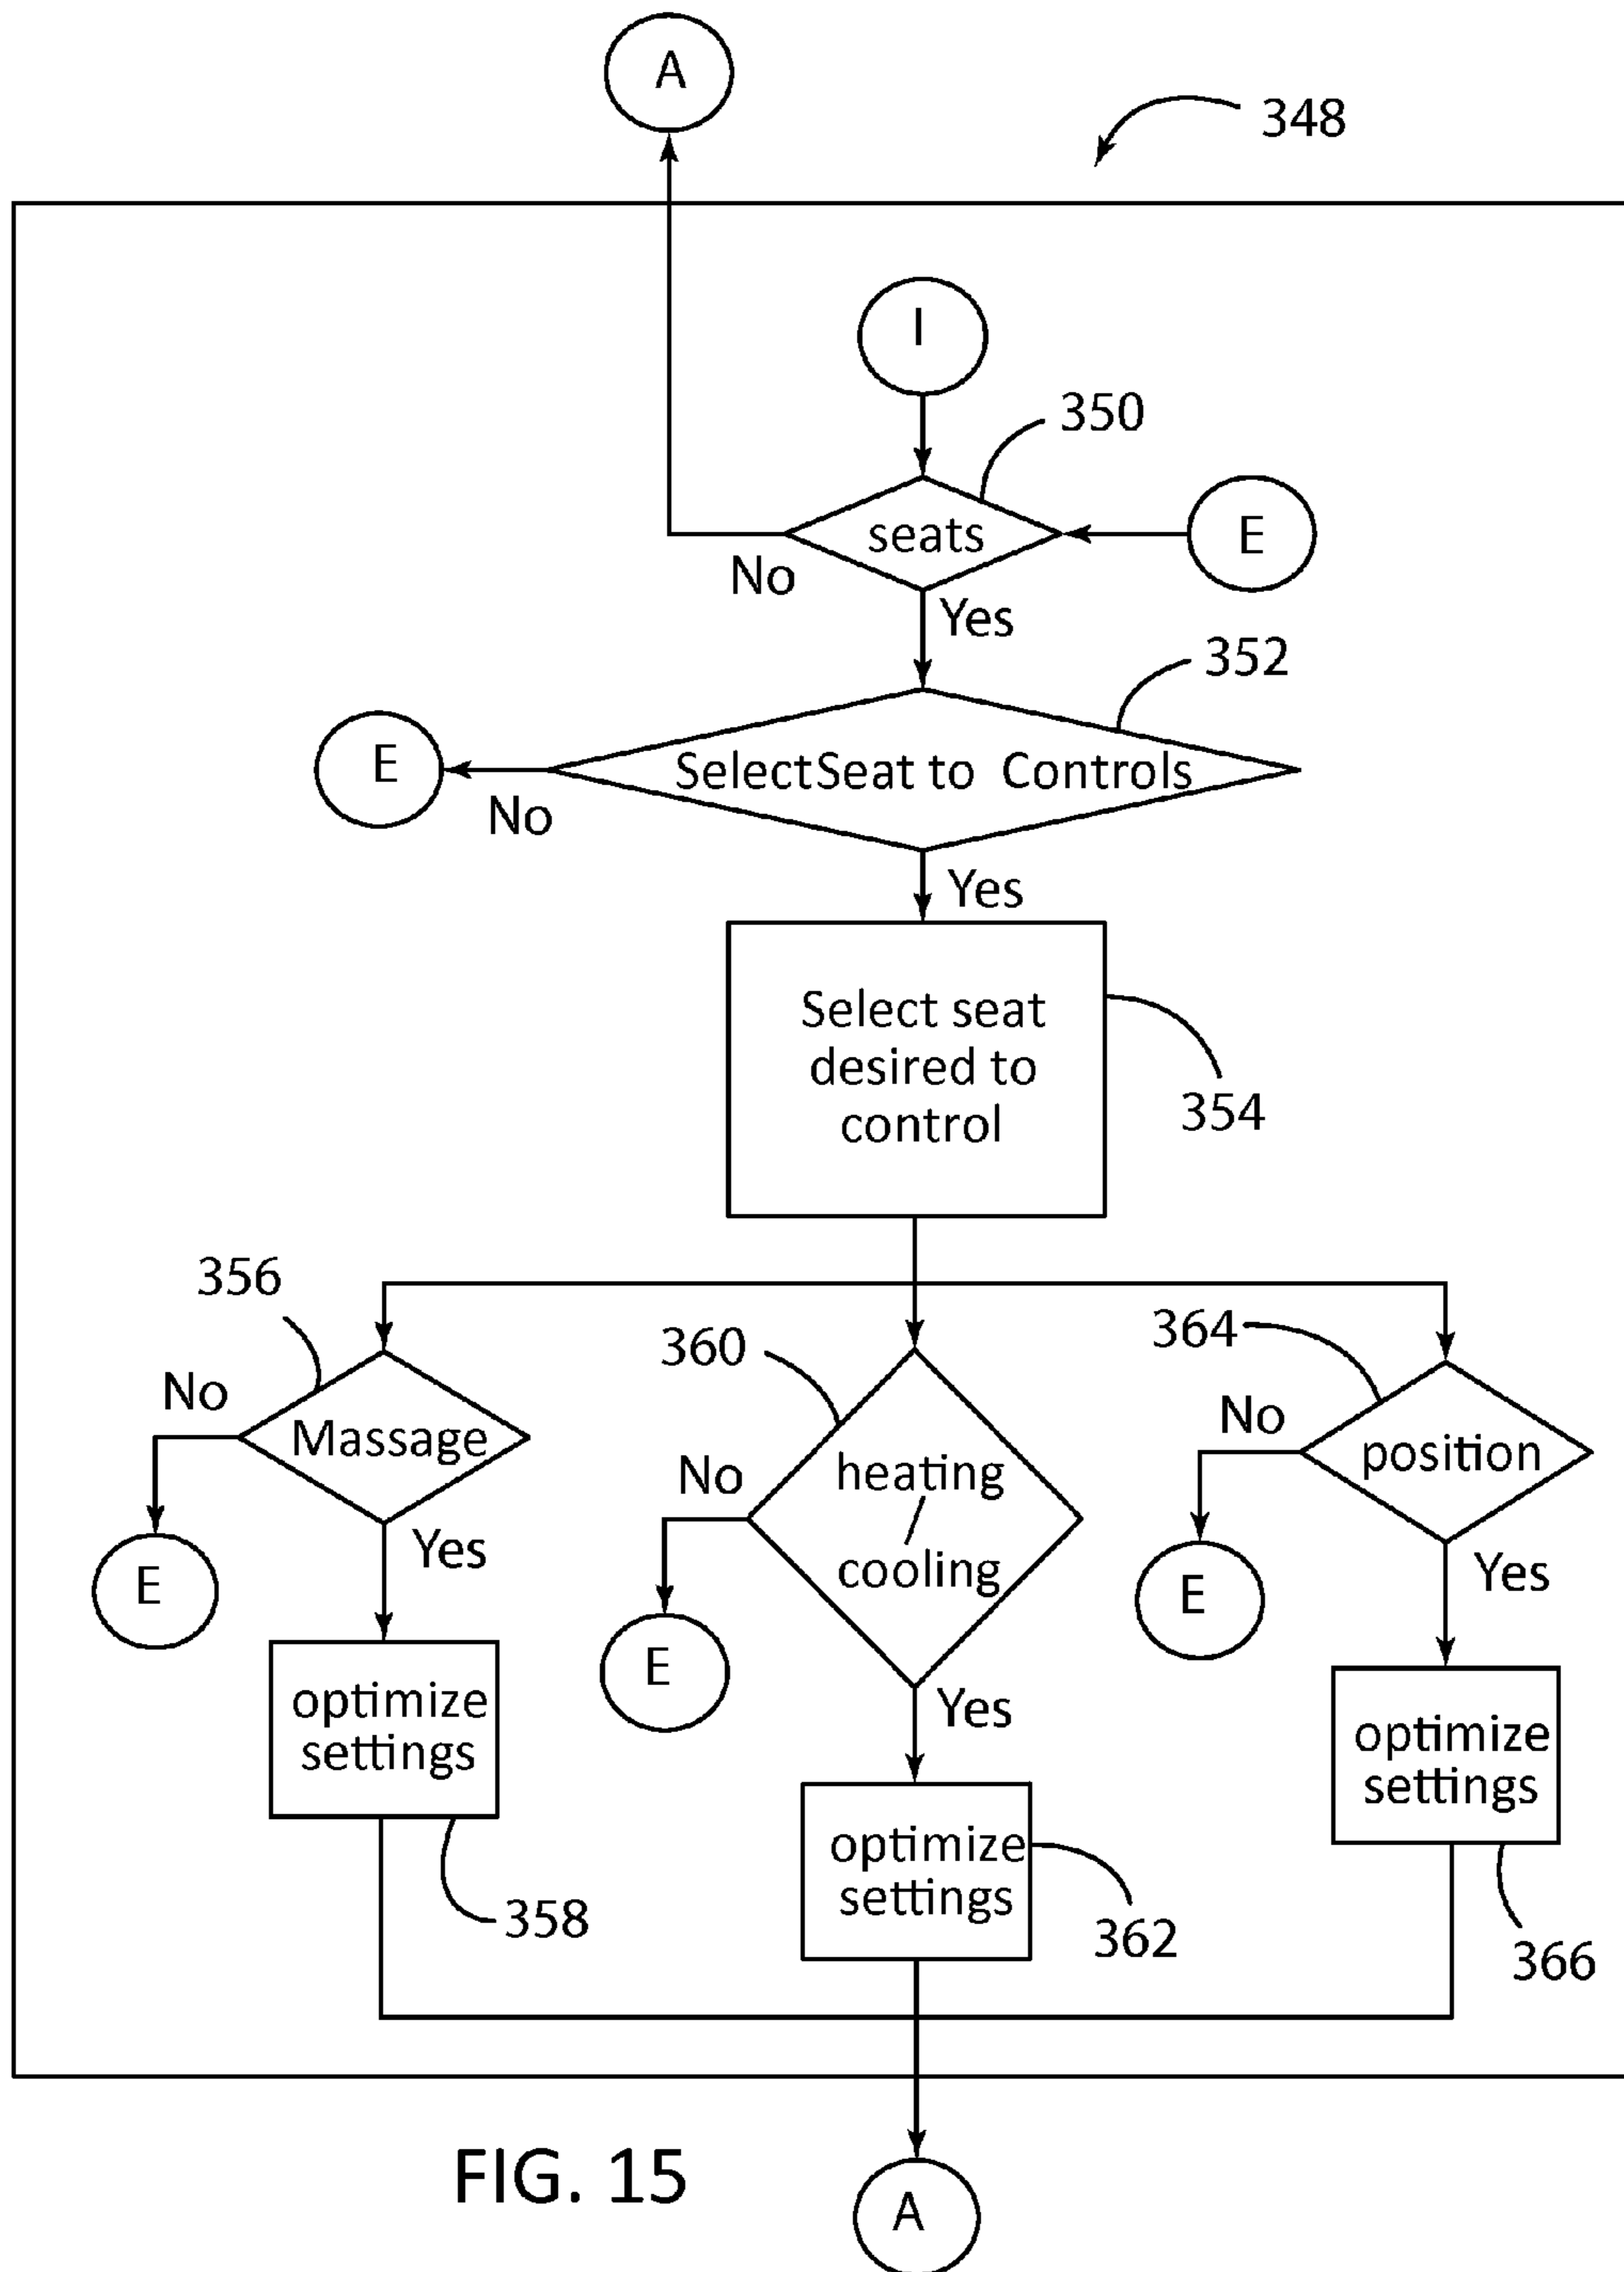 A
348
I
350
seats
E
No
Yes
352
E
Select Seat to Controls
No
Yes
Select seat
desired to
control
354
356
360
364
No
Massage
No
heating
/
cooling
No
position
E
Yes
E
Yes
E
Yes
optimize
settings
optimize
settings
optimize
settings
358
362
366
FIG. 15
A